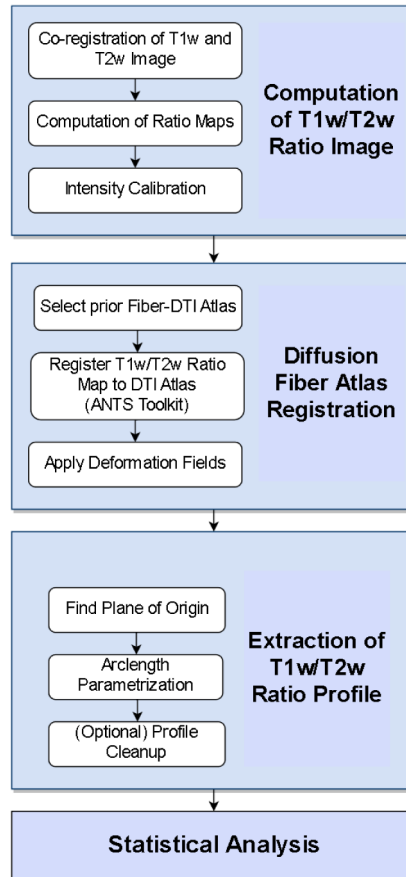 Co-registration of T1w and
T2w Image
Computation of Ratio Maps
Intensity Calibration
Computation
of T1w/T2w
Ratio Image
Select prior Fiber-DTI Atlas
Register T1w/T2w Ratio
Map to DTI Atlas
(ANTS Toolkit)
Apply Deformation Fields
Diffusion
Fiber Atlas
Registration
Find Plane of Origin
Arclength
Parametrization
(Optional) Profile
Cleanup
Extraction of
T1w/T2w
Ratio Profile
Statistical Analysis